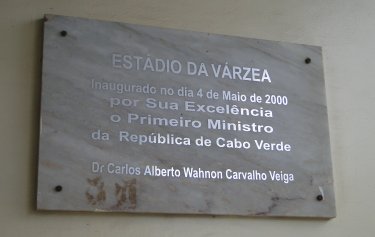 ESTÁDIO DA VÁRZEA
Inaugurado no dia 4 de Maio de 2000
por Sua Excelência
o Primeiro Ministro
da República de Cabo Verde
Dr Carlos Alberto Wahnon Carvalho Veiga